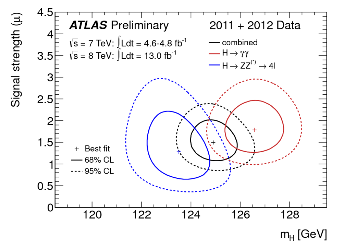 ATLAS Preliminary
2011 + 2012 Data
√s = 7 TeV: ∫Ldt = 4.6-4.8 fb⁻¹
√s = 8 TeV: ∫Ldt = 13.0 fb⁻¹
combined
H → γγ
H → ZZ⁽*⁾ → 4l
Signal strength (μ)
5
4.5
4
3.5
3
2.5
2
1.5
1
0.5
0
+ Best fit
68% CL
95% CL
120
122
124
126
128
m_H [GeV]